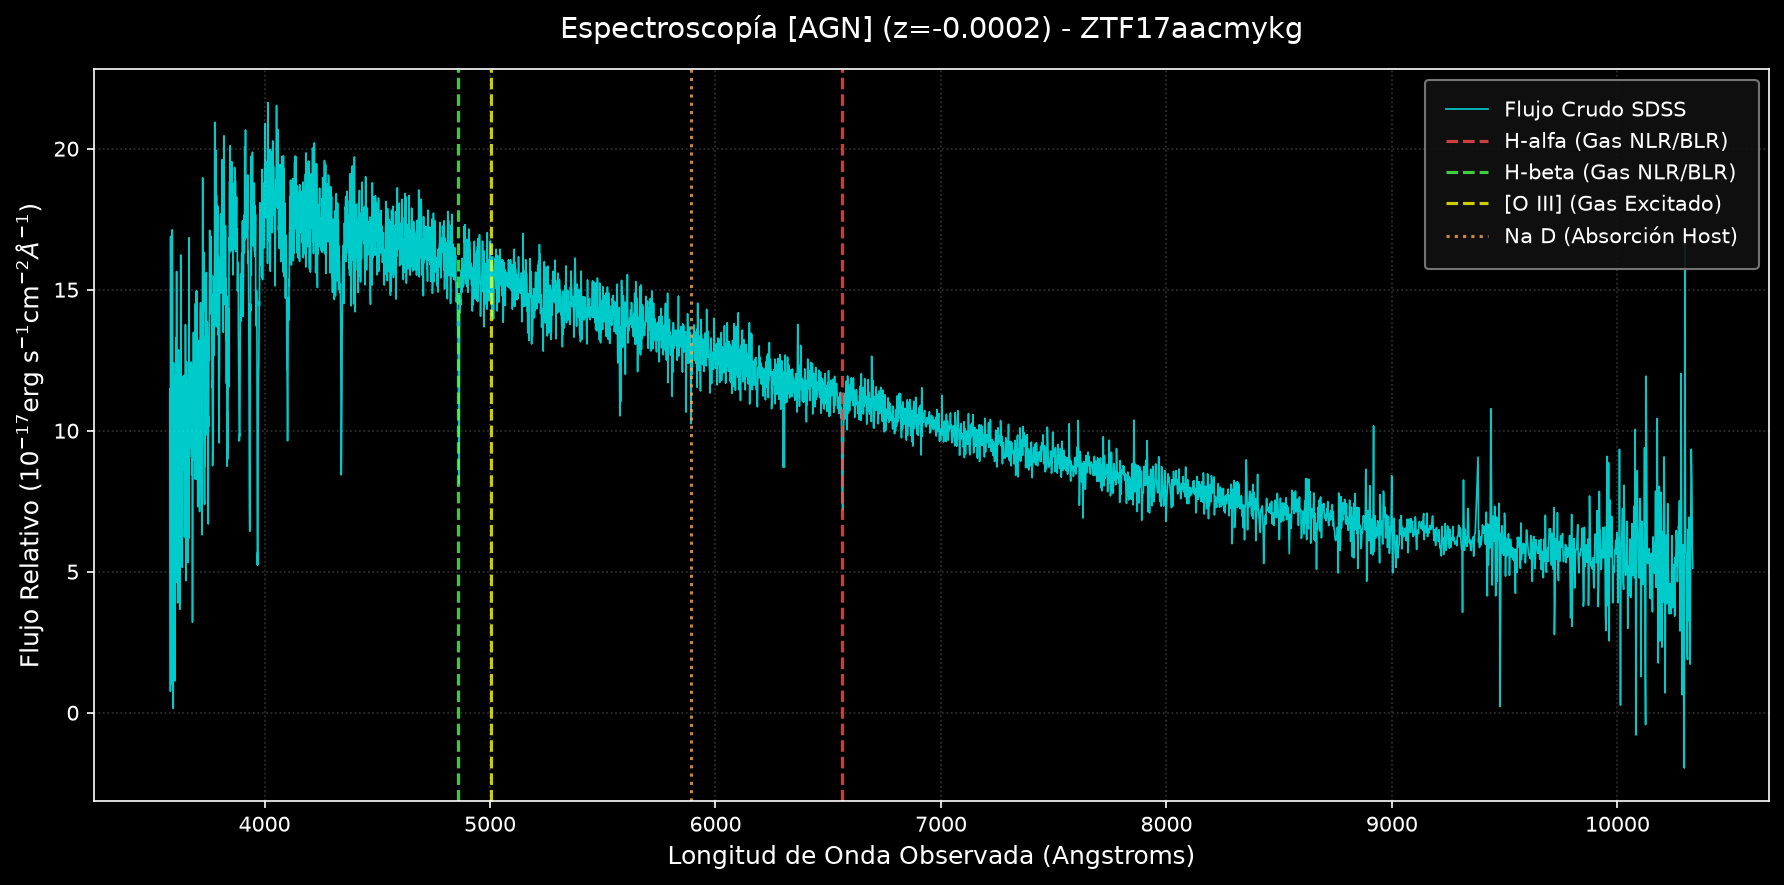 Espectroscopía [AGN] (z=-0.0002) - ZTF17aacmykg
Flujo Crudo SDSS
H-alfa (Gas NLR/BLR)
H-beta (Gas NLR/BLR)
[O III] (Gas Excitado)
Na D (Absorción Host)
Flujo Relativo (10⁻¹⁷erg s⁻¹cm⁻²Å⁻¹)
20
15
10
5
0
4000 5000 6000 7000 8000 9000 10000
Longitud de Onda Observada (Angstroms)